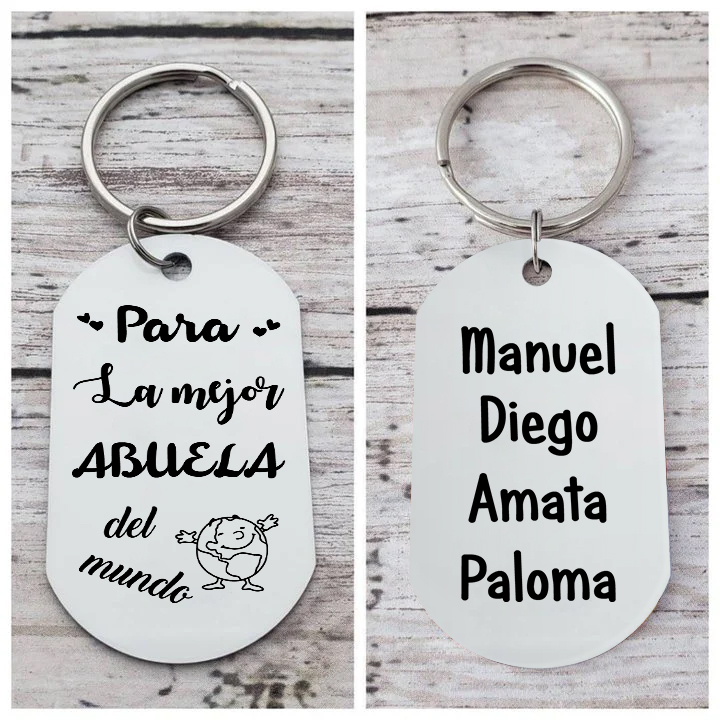 Para
La mejor
ABUELA
del
mundo
Manuel
Diego
Amata
Paloma